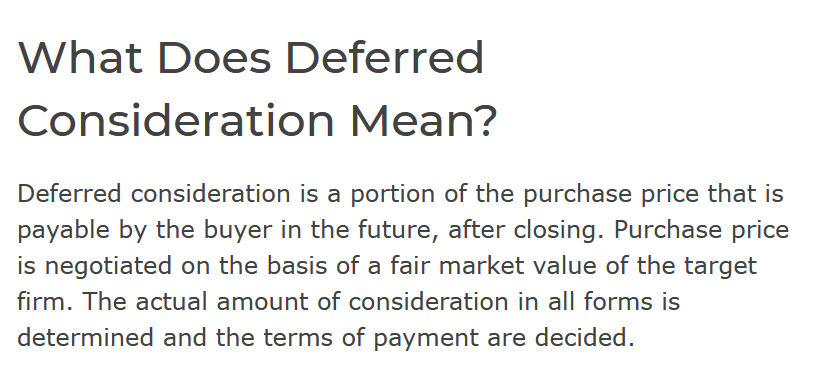 What Does Deferred
Consideration Mean?
Deferred consideration is a portion of the purchase price that is
payable by the buyer in the future, after closing. Purchase price
is negotiated on the basis of a fair market value of the target
firm. The actual amount of consideration in all forms is
determined and the terms of payment are decided.